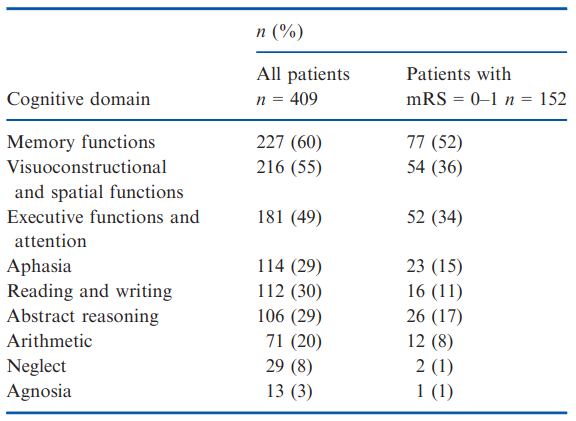 n (%)
All patients Patients with
Cognitive domain n = 409 mRS = 0–1 n = 152
Memory functions 227 (60) 77 (52)
Visuoconstructional 216 (55) 54 (36)
and spatial functions
Executive functions and 181 (49) 52 (34)
attention
Aphasia 114 (29) 23 (15)
Reading and writing 112 (30) 16 (11)
Abstract reasoning 106 (29) 26 (17)
Arithmetic 71 (20) 12 (8)
Neglect 29 (8) 2 (1)
Agnosia 13 (3) 1 (1)